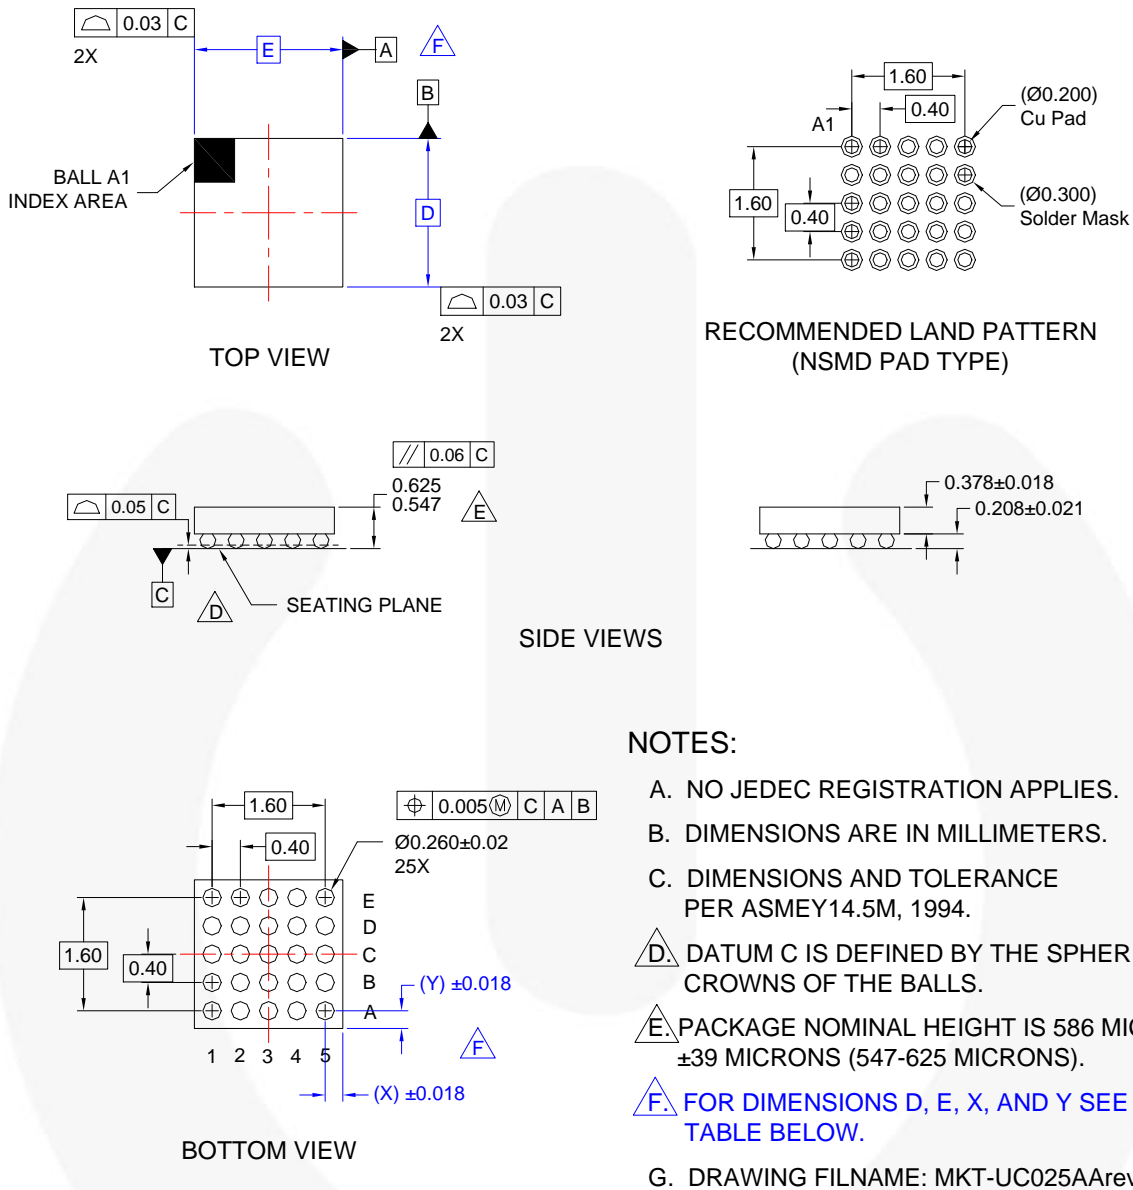 0.03 C
2X
E
A
F
B
BALL A1
INDEX AREA
D
0.03 C
2X
TOP VIEW
1.60
0.40
A1
(Ø0.200)
Cu Pad
1.60
0.40
(Ø0.300)
Solder Mask
RECOMMENDED LAND PATTERN
(NSMD PAD TYPE)
// 0.06 C
0.625
0.547
E
0.05 C
C
D
SEATING PLANE
0.378±0.018
0.208±0.021
SIDE VIEWS
1.60
0.40
0.005 Ⓜ C A B
Ø0.260±0.02
25X
E
D
C
B
A
1.60
0.40
(Y) ±0.018
F
1 2 3 4 5
(X) ±0.018
BOTTOM VIEW
NOTES:
A. NO JEDEC REGISTRATION APPLIES.
B. DIMENSIONS ARE IN MILLIMETERS.
C. DIMENSIONS AND TOLERANCE
PER ASMEY14.5M, 1994.
D. DATUM C IS DEFINED BY THE SPHER
CROWNS OF THE BALLS.
E. PACKAGE NOMINAL HEIGHT IS 586 MIC
±39 MICRONS (547-625 MICRONS).
F. FOR DIMENSIONS D, E, X, AND Y SEE
TABLE BELOW.
G. DRAWING FILNAME: MKT-UC025AArev